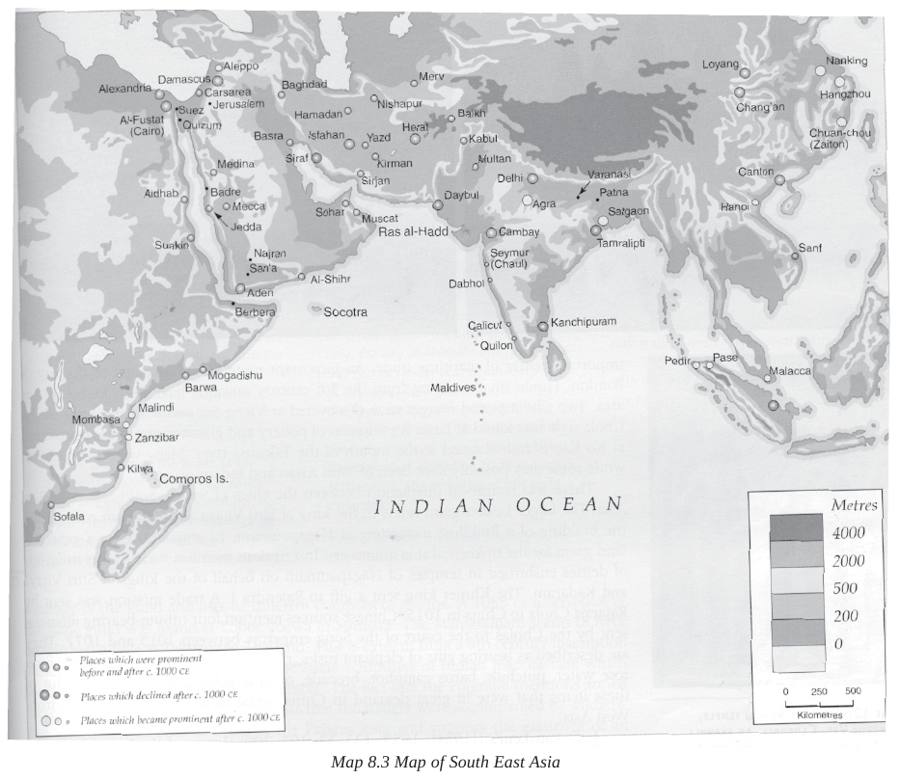 Aleppo
Merv
Loyang
Nanking
Damascus
Alexandria
Carsarea
Baghdad
Hangzhou
Nishapur
Chang'an
Suez
Jerusalem
Hamadan
Balkh
Al-Fustat
(Cairo)
Quizum
Basra
Isfahan
Yazd
Herat
Kabul
Chuan-chou
(Zaiton)
Siraf
Kirman
Multan
Medina
Sirjan
Delhi
Varanasi
Canton
Aidhab
Badre
Mecca
Daybul
Agra
Patna
Hanoi
Jedda
Sohar
Muscat
Satgaon
Ras al-Hadd
Cambay
Tamralipti
Suakin
Najran
San'a
Seymur
(Chaul)
Sanf
Al-Shihr
Dabhol
Aden
Berbera
Socotra
Calicut
Kanchipuram
Quilon
Pedir
Pase
Malacca
Mogadishu
Barwa
Maldives
Malindi
Mombasa
Zanzibar
Kilwa
Comoros Is.
Sofala
INDIAN OCEAN
Metres
4000
2000
500
200
0
0 250 500
Kilometres
Places which were prominent
before and after c. 1000 CE
Places which declined after c. 1000 CE
Places which became prominent after c. 1000 CE
Map 8.3 Map of South East Asia